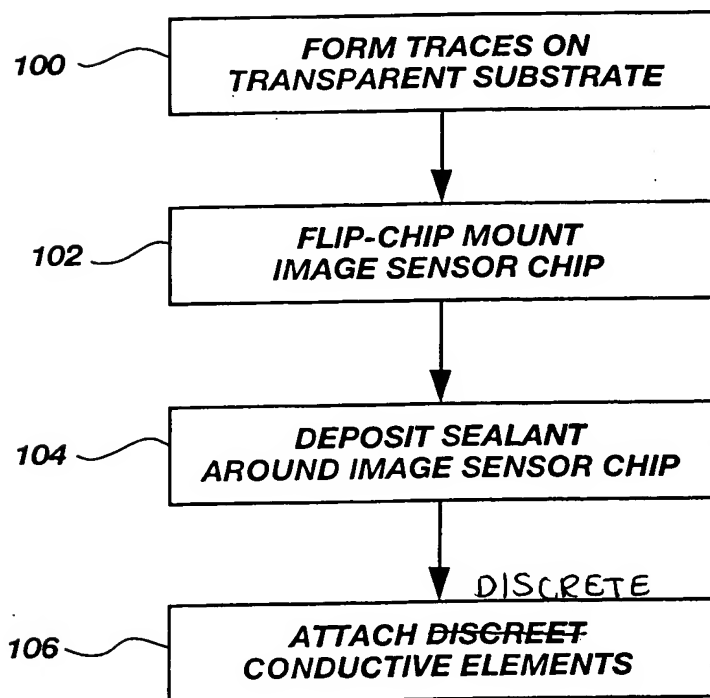 100
FORM TRACES ON
TRANSPARENT SUBSTRATE
102
FLIP-CHIP MOUNT
IMAGE SENSOR CHIP
104
DEPOSIT SEALANT
AROUND IMAGE SENSOR CHIP
DISCRETE
106
ATTACH DISCREET
CONDUCTIVE ELEMENTS